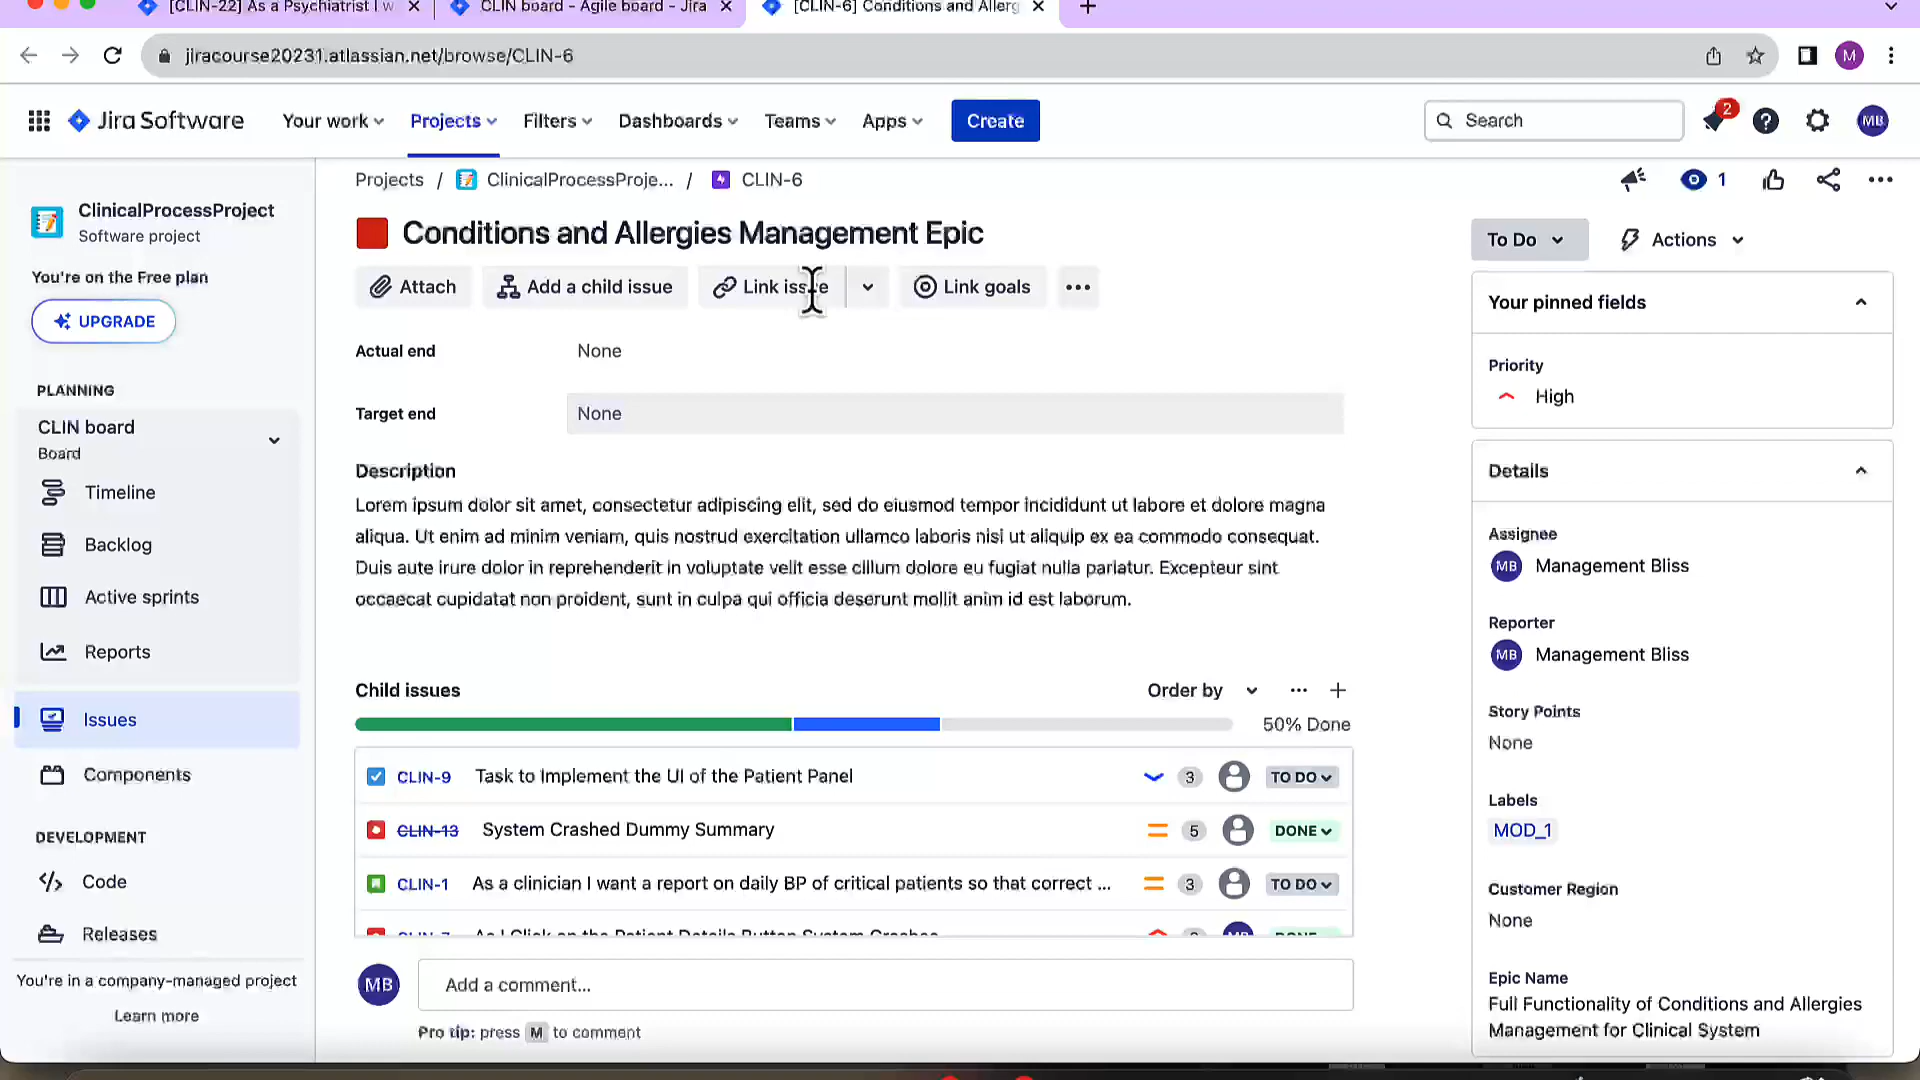 [CLIN-22] As a Psychiatrist I w
CLIN board - Agile board - Jira
[CLIN-6] Conditions and Allerg
jiracourse20231.atlassian.net/browse/CLIN-6
M
Jira Software
Your work
Projects
Filters
Dashboards
Teams
Apps
Create
Search
2
MB
ClinicalProcessProject
Software project
You're on the Free plan
UPGRADE
PLANNING
CLIN board
Board
Timeline
Backlog
Active sprints
Reports
Issues
Components
DEVELOPMENT
Code
Releases
You're in a company-managed project
Learn more
Projects / ClinicalProcessProje... / CLIN-6
1
Conditions and Allergies Management Epic
Attach
Add a child issue
Link issue
Link goals
Actual end None
Target end None
Description
Lorem ipsum dolor sit amet, consectetur adipiscing elit, sed do eiusmod tempor incididunt ut labore et dolore magna
aliqua. Ut enim ad minim veniam, quis nostrud exercitation ullamco laboris nisi ut aliquip ex ea commodo consequat.
Duis aute irure dolor in reprehenderit in voluptate velit esse cillum dolore eu fugiat nulla pariatur. Excepteur sint
occaecat cupidatat non proident, sunt in culpa qui officia deserunt mollit anim id est laborum.
Child issues
Order by
50% Done
CLIN-9 Task to Implement the UI of the Patient Panel 3 TO DO
CLIN-13 System Crashed Dummy Summary 5 DONE
CLIN-1 As a clinician I want a report on daily BP of critical patients so that correct ... 3 TO DO
As I Click on the Patient Details Button System Crashes MB DONE
MB
Add a comment...
Pro tip: press M to comment
To Do
Actions
Your pinned fields
Priority
High
Details
Assignee
MB Management Bliss
Reporter
MB Management Bliss
Story Points
None
Labels
MOD_1
Customer Region
None
Epic Name
Full Functionality of Conditions and Allergies
Management for Clinical System